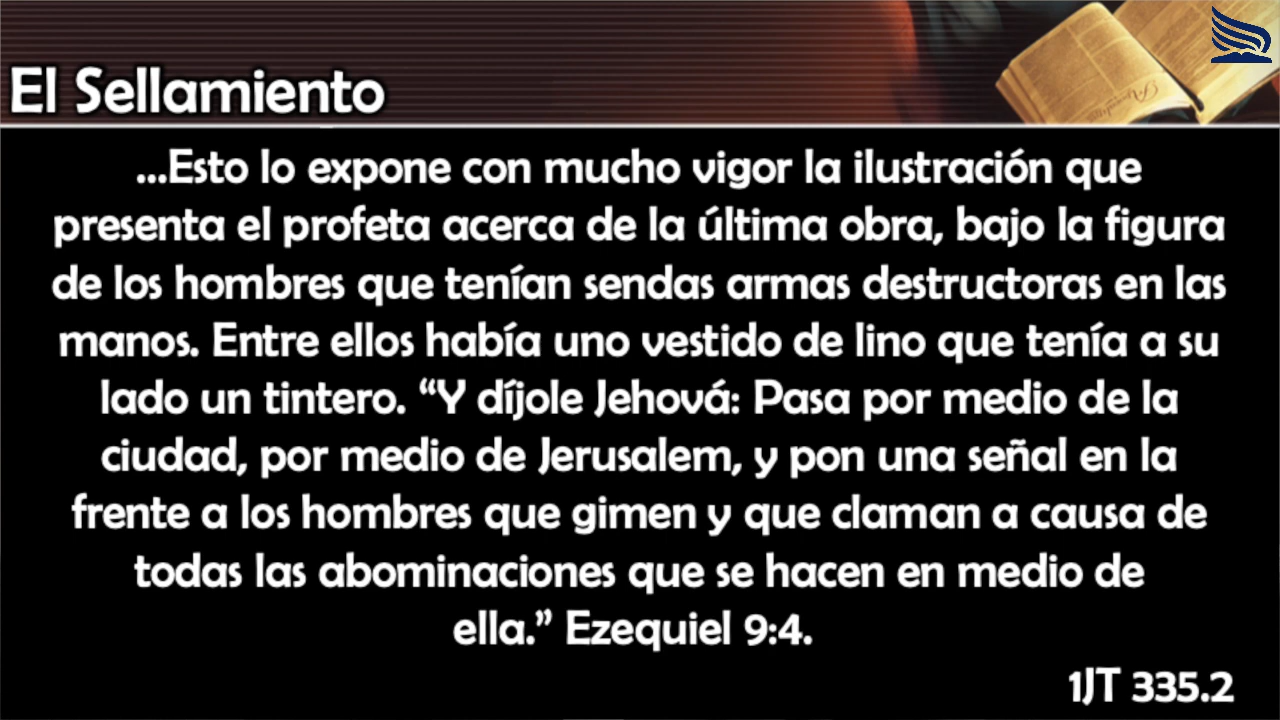 El Sellamiento
...Esto lo expone con mucho vigor la ilustración que
presenta el profeta acerca de la última obra, bajo la figura
de los hombres que tenían sendas armas destructoras en las
manos. Entre ellos había uno vestido de lino que tenía a su
lado un tintero. “Y díjole Jehová: Pasa por medio de la
ciudad, por medio de Jerusalem, y pon una señal en la
frente a los hombres que gimen y que claman a causa de
todas las abominaciones que se hacen en medio de
ella.” Ezequiel 9:4.
1JT 335.2